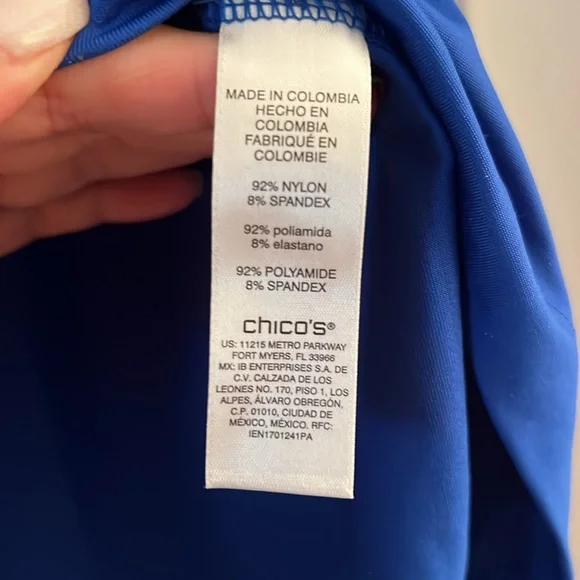 MADE IN COLOMBIA
HECHO EN
COLOMBIA
FABRIQUÉ EN
COLOMBIE
92% NYLON
8% SPANDEX
92% poliamida
8% elastano
92% POLYAMIDE
8% SPANDEX
chico's®
US: 11215 METRO PARKWAY
FORT MYERS, FL 33966
MX: IB ENTERPRISES S.A. DE
C.V. CALZADA DE LOS
LEONES NO. 170, PISO 1, LOS
ALPES, ÁLVARO OBREGÓN,
C.P. 01010, CIUDAD DE
MÉXICO, MÉXICO. RFC:
IEN1701241PA